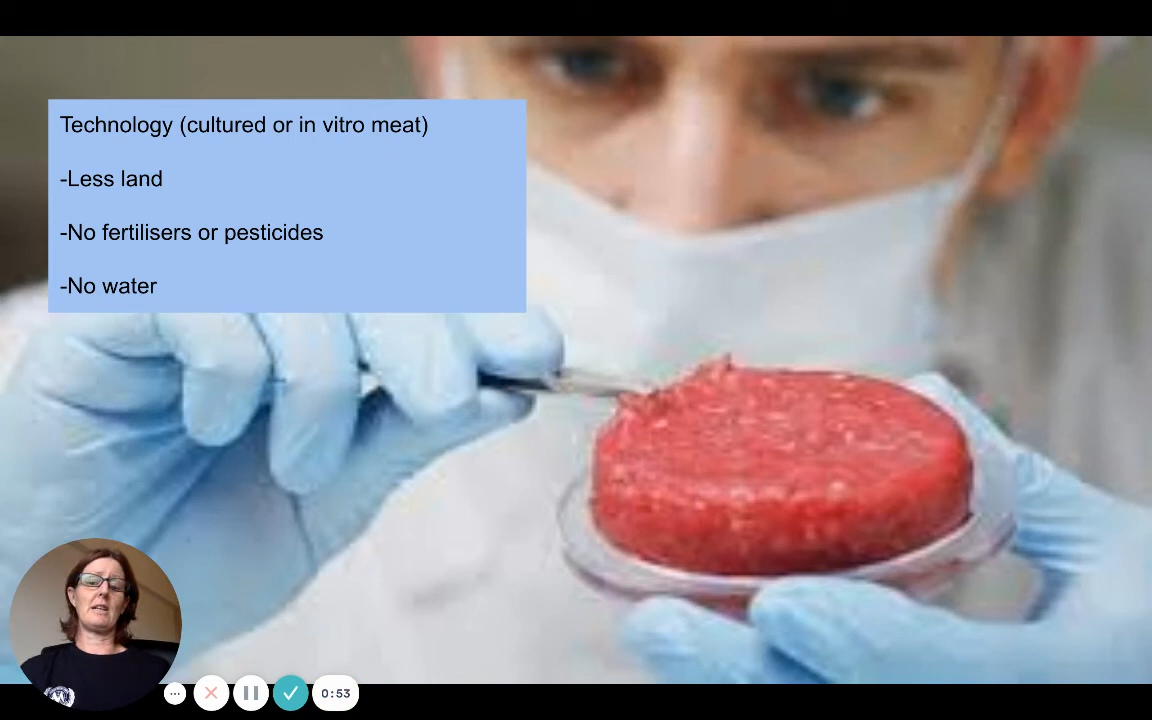 Technology (cultured or in vitro meat)
-Less land
-No fertilisers or pesticides
-No water
0:53